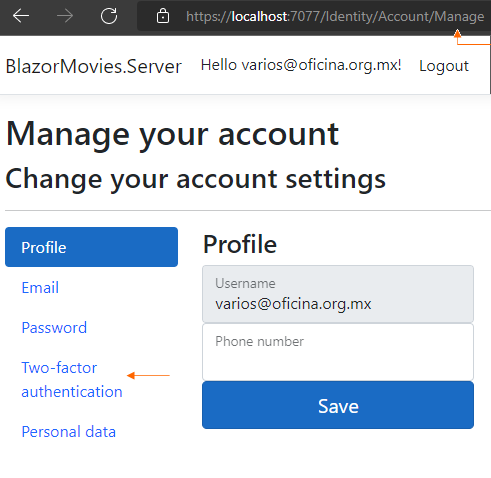 https://localhost:7077/Identity/Account/Manage
BlazorMovies.Server Hello varios@oficina.org.mx! Logout
Manage your account
Change your account settings
Profile
Email
Password
Two-factor
authentication
Personal data
Profile
Username
varios@oficina.org.mx
Phone number
Save